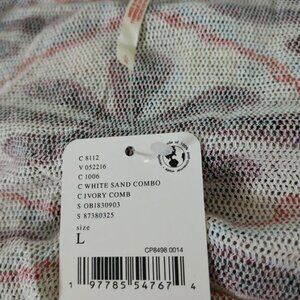 C 8112
V 052216
C 1006
C WHITE SAND COMBO
C IVORY COMB
S OB1830903
S 87380325
size
L
CP8498 0014
1 97785 54767 4